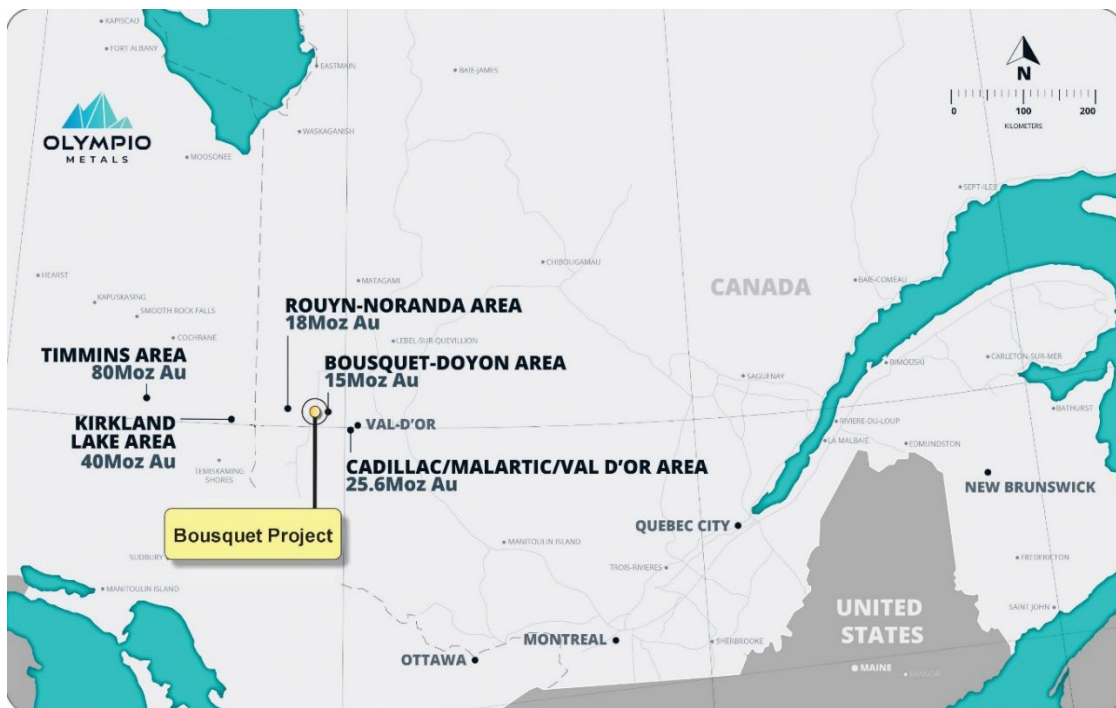 KAPISCAU
FORT ALBANY
EASTMAIN
BAIE-JAMES
N
0 100 200
KILOMETERS
OLYMPIO
METALS
WASKAGANISH
MOOSONEE
SEPT-ILES
HEARST
MATAGAMI
CHIBOUGAMAU
CANADA
BAIE-COMEAU
KAPUSKASING
SMOOTH ROCK FALLS
COCHRANE
ROUYN-NORANDA AREA
18Moz Au
LEBEL-SUR-QUEVILLION
TIMMINS AREA
80Moz Au
BOUSQUET-DOYON AREA
15Moz Au
SAGUENAY
RIMOUSKI
CARLETON-SUR-MER
BATHURST
KIRKLAND
LAKE AREA
40Moz Au
VAL-D'OR
RIVIERE-DU-LOUP
LA MALBAIE
EDMUNDSTON
TEMISKAMING
SHORES
CADILLAC/MALARTIC/VAL D'OR AREA
25.6Moz Au
NEW BRUNSWICK
Bousquet Project
QUEBEC CITY
SUDBURY
MANITOULIN ISLAND
TROIS-RIVIERES
FREDERICTON
MANITOULIN ISLAND
SAINT JOHN
UNITED
STATES
MONTREAL
SHERBROOKE
OTTAWA
MAINE
BANGOR